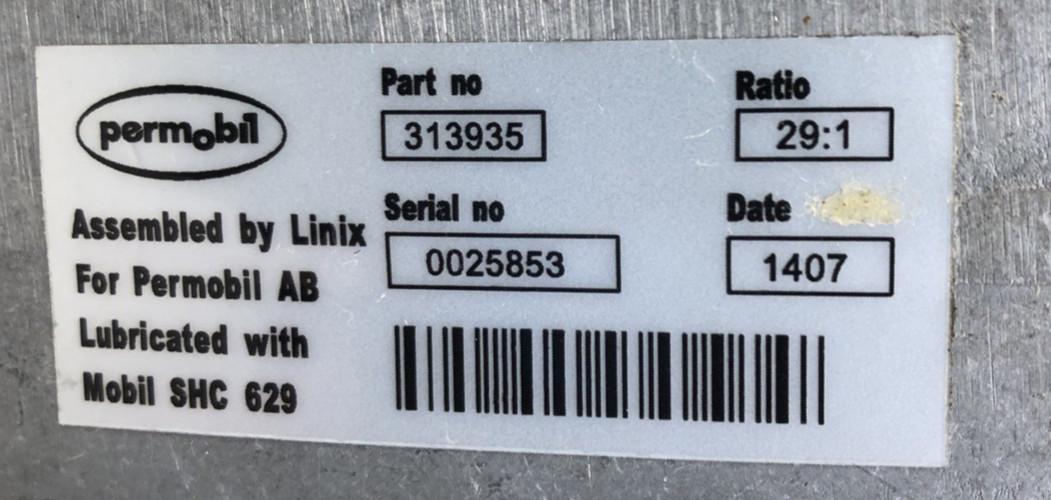 permobil
Assembled by Linix
For Permobil AB
Lubricated with
Mobil SHC 629
Part no
313935
Serial no
0025853
Ratio
29:1
Date
1407